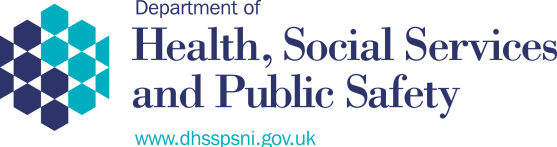 Department of
Health, Social Services
and Public Safety
www.dhsspsni.gov.uk